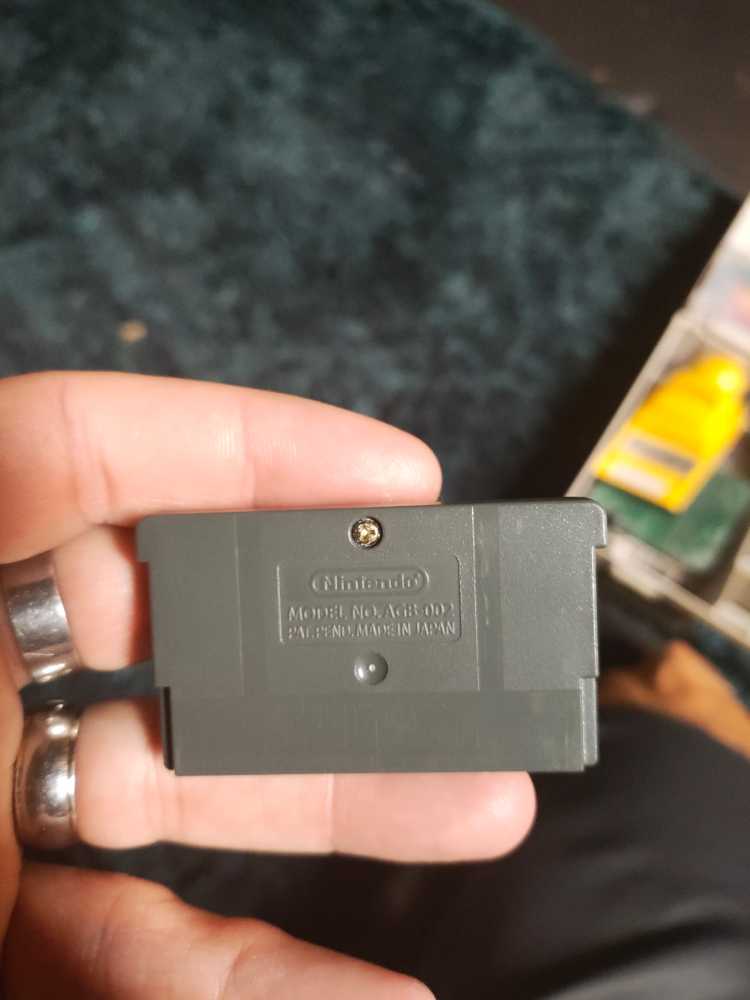 Nintendo
MODEL NO. AGB-002
PAT. PEND. MADE IN JAPAN